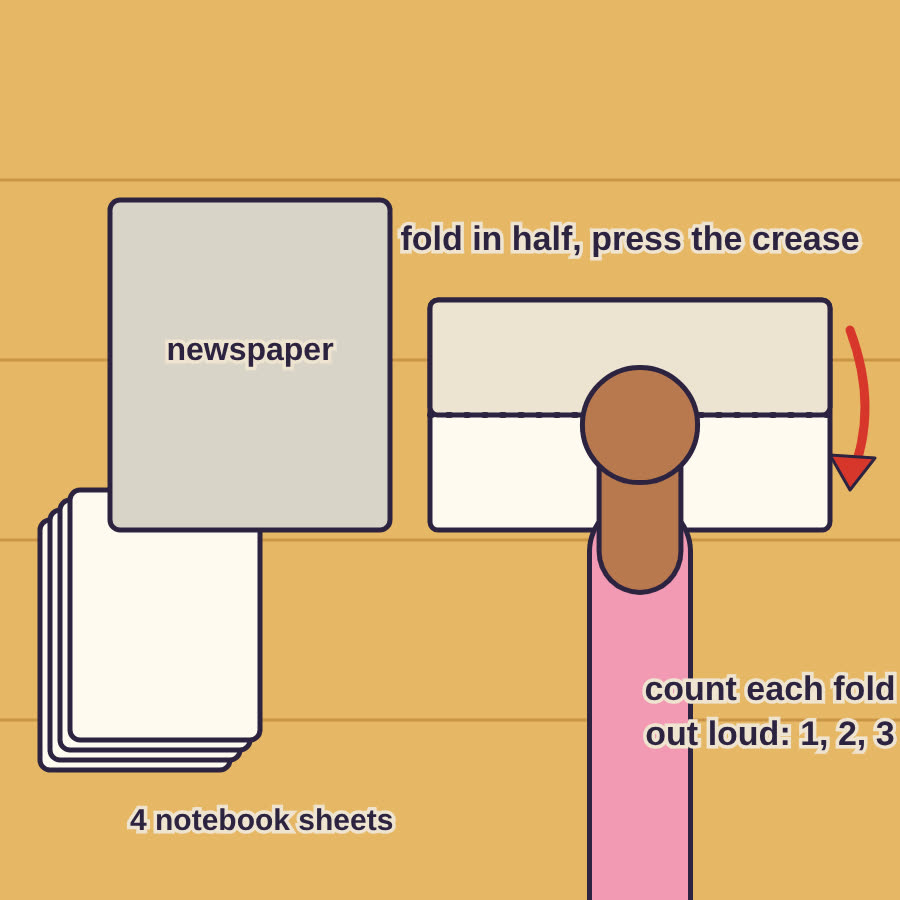 fold in half, press the crease
newspaper
count each fold
out loud: 1, 2, 3
4 notebook sheets